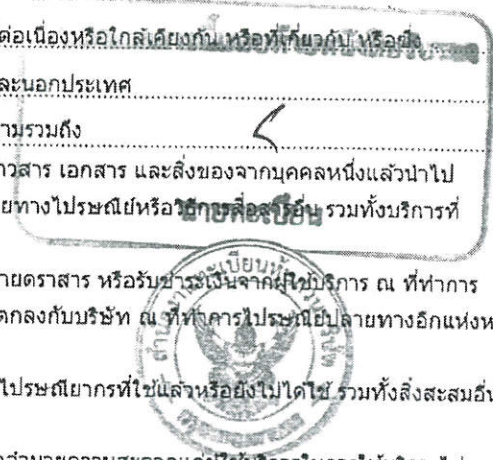 ต่อเนื่องหรือใกล้เคียงกัน หรือที่เกี่ยวกับ หรือซึ่ง
และนอกประเทศ
ามรวมถึง
่าวสาร เอกสาร และสิ่งของจากบุคคลหนึ่งแล้วนำไป
ยทางไปรษณีย์หรือวิธีการสื่อสารอื่น รวมทั้งบริการที่
นายทะเบียน
ายตราสาร หรือรับชำระเงินจากผู้ใช้บริการ ณ ที่ทำการ
ตกลงกับบริษัท ณ ที่ทำการไปรษณีย์ปลายทางอีกแห่งห
ไปรษณียากรที่ใช้แล้วหรือยังไม่ได้ใช้ รวมทั้งสิ่งสะสมอื่น